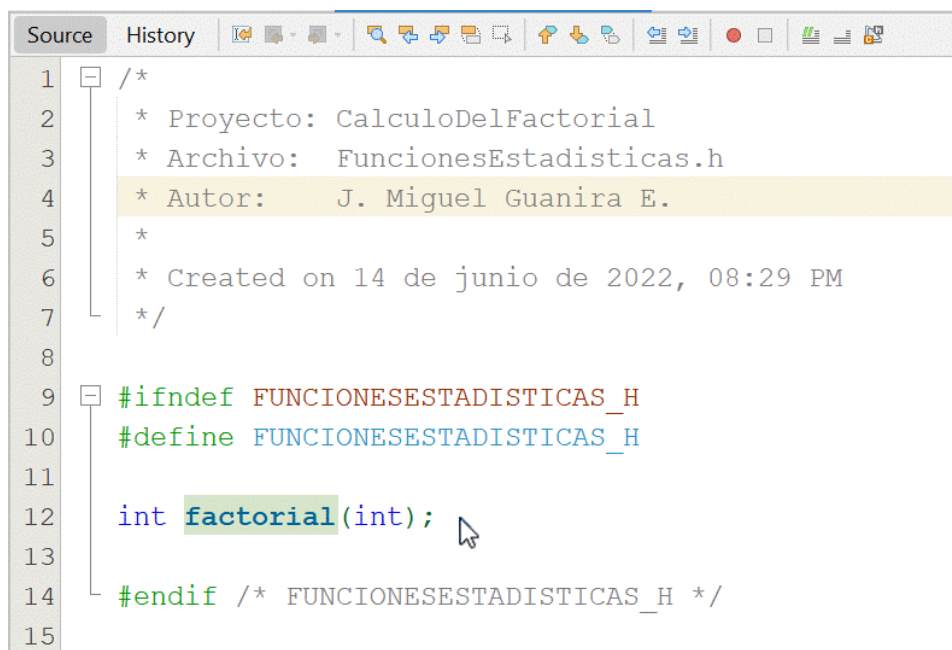 Source History
1 /*
2 * Proyecto: CalculoDelFactorial
3 * Archivo:  FuncionesEstadisticas.h
4 * Autor:    J. Miguel Guanira E.
5 *
6 * Created on 14 de junio de 2022, 08:29 PM
7 */
8
9 #ifndef FUNCIONESESTADISTICAS_H
10 #define FUNCIONESESTADISTICAS_H
11
12 int factorial(int);
13
14 #endif /* FUNCIONESESTADISTICAS_H */
15